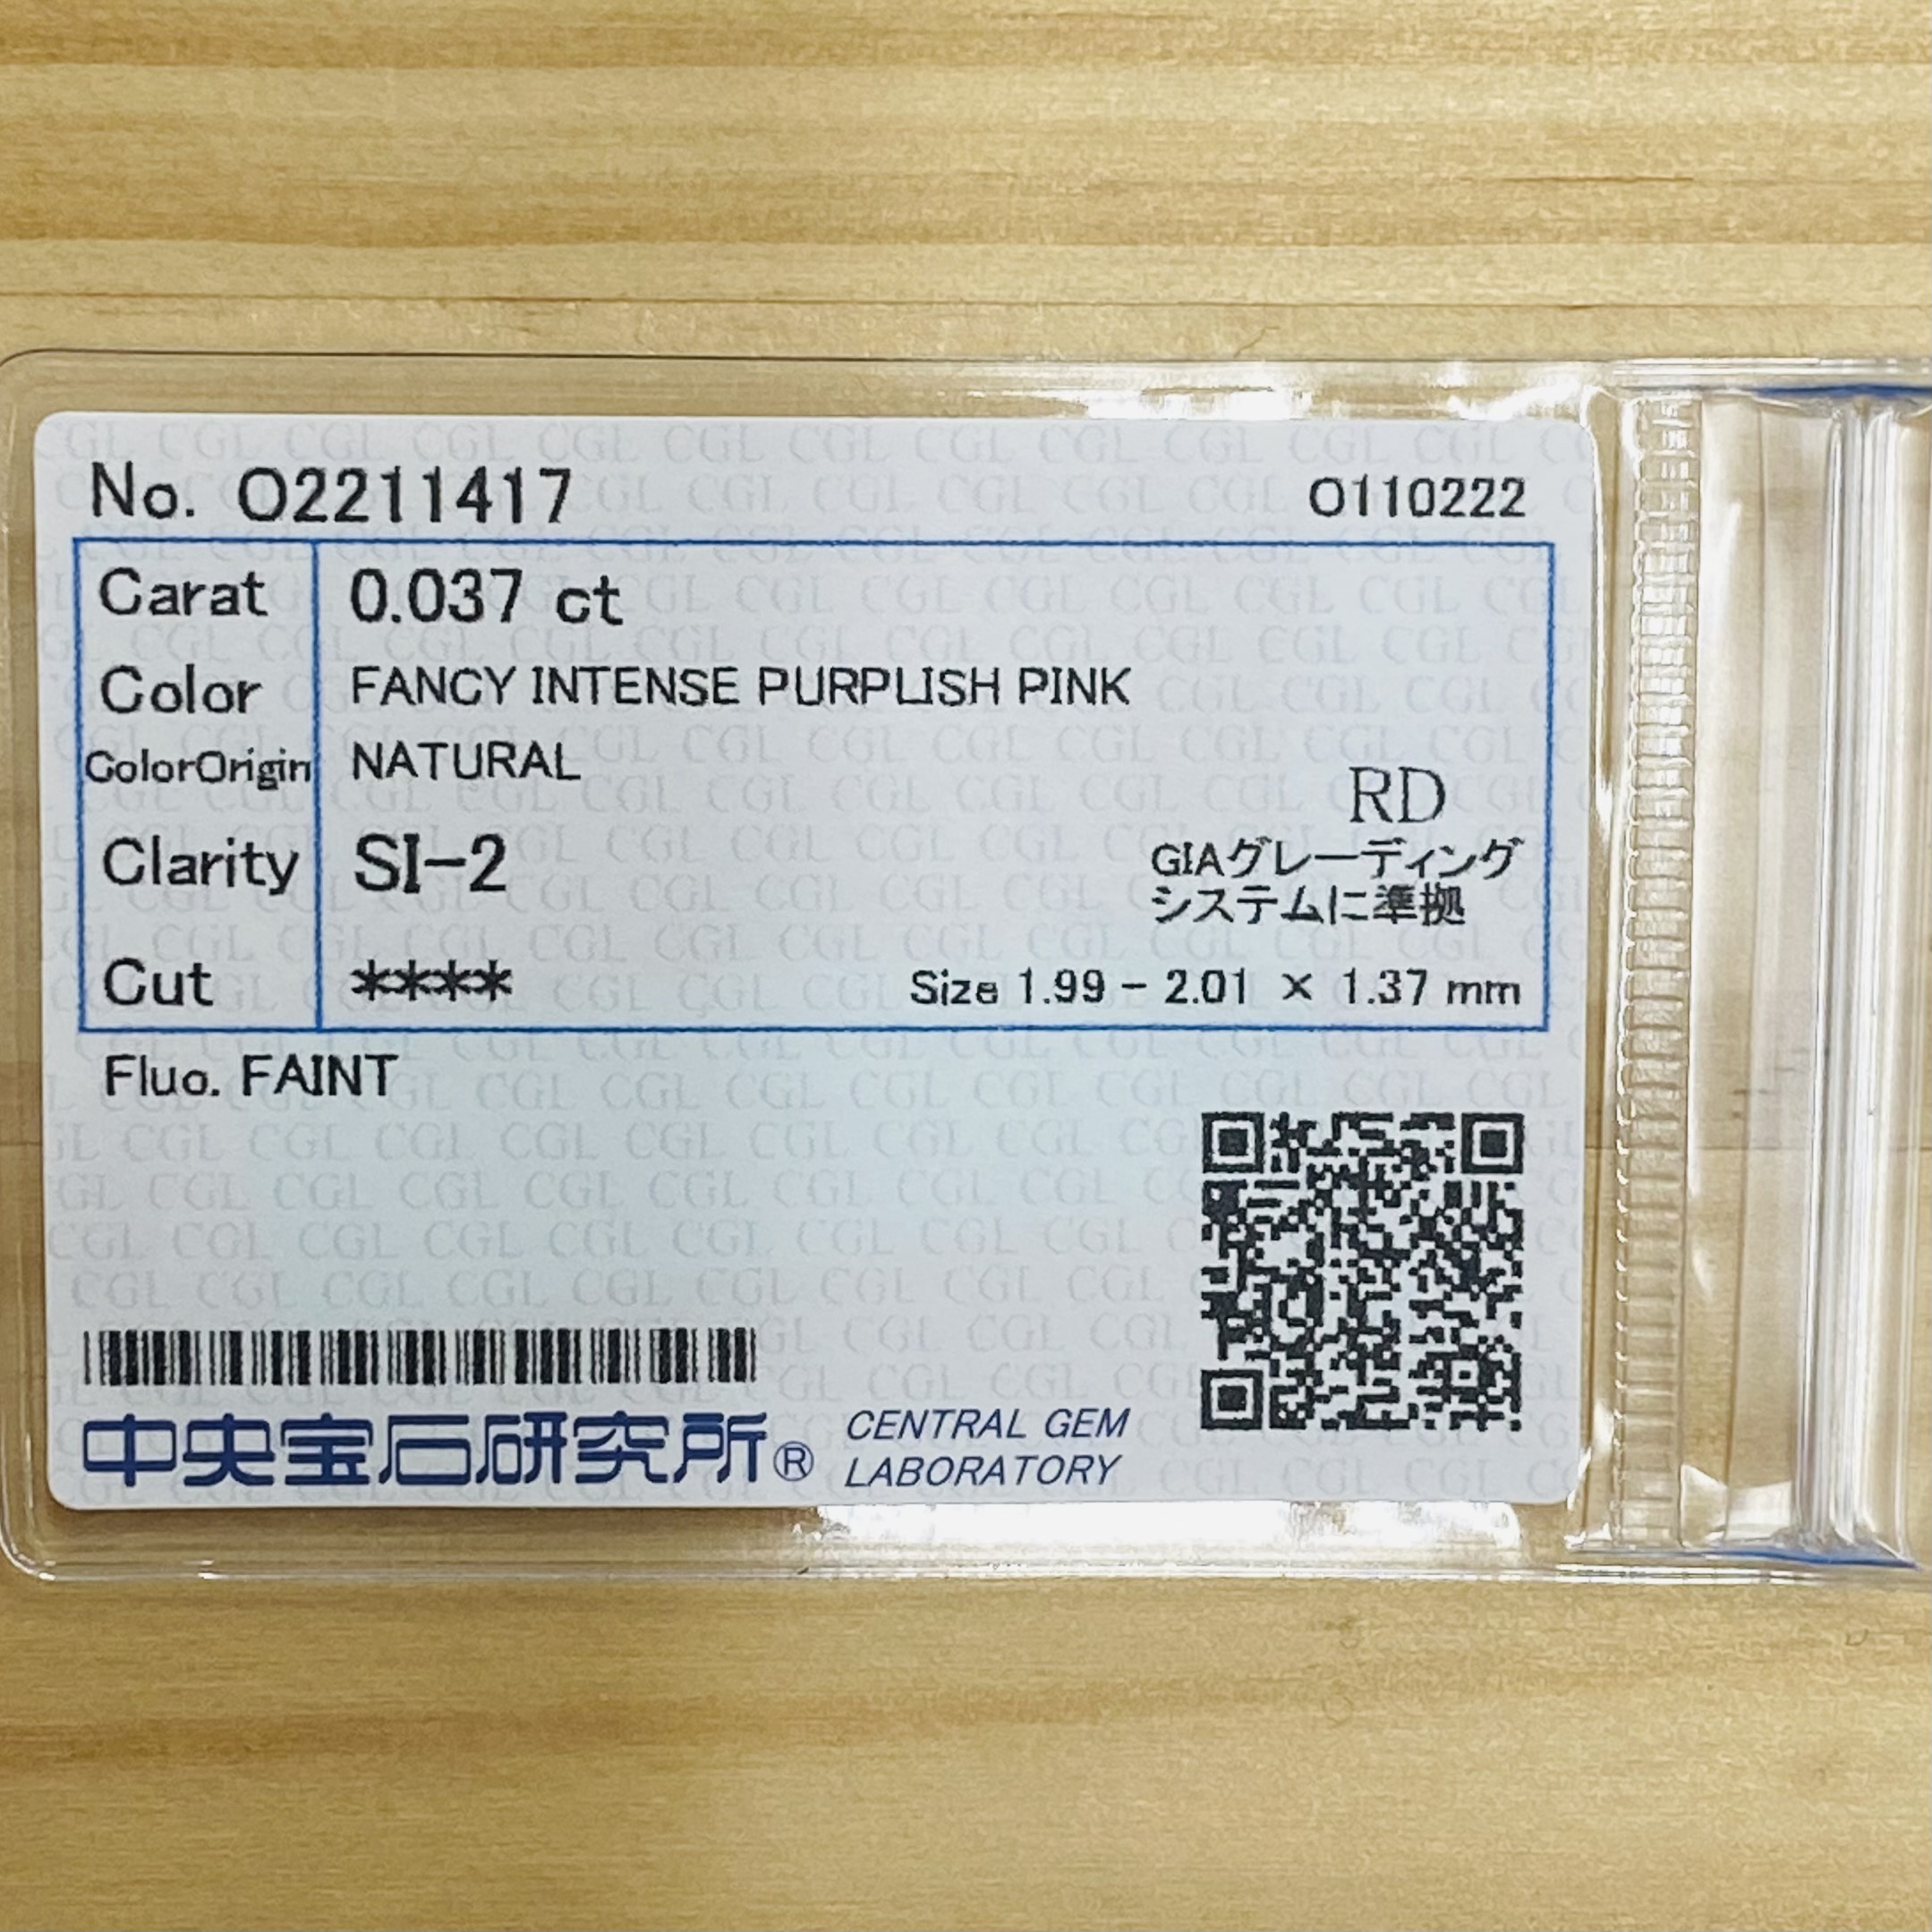 No. O2211417 O110222
Carat 0.037 ct
Color FANCY INTENSE PURPLISH PINK
ColorOrigin NATURAL
RD
Clarity SI-2
GIAグレーディング
システムに準拠
Cut ****
Size 1.99 - 2.01 × 1.37 mm
Fluo. FAINT
中央宝石研究所®
CENTRAL GEM
LABORATORY